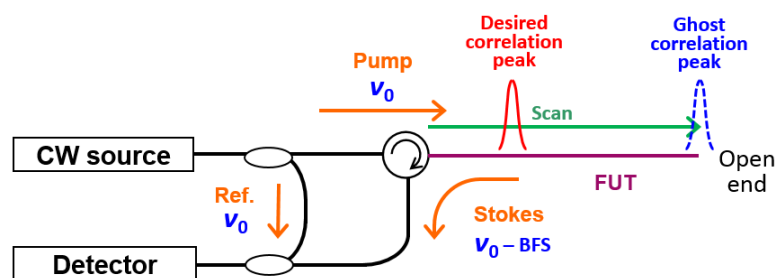 Desired
correlation
peak
Ghost
correlation
peak
Pump
ν0
Scan
CW source
Open
end
FUT
Ref.
ν0
Stokes
ν0 – BFS
Detector